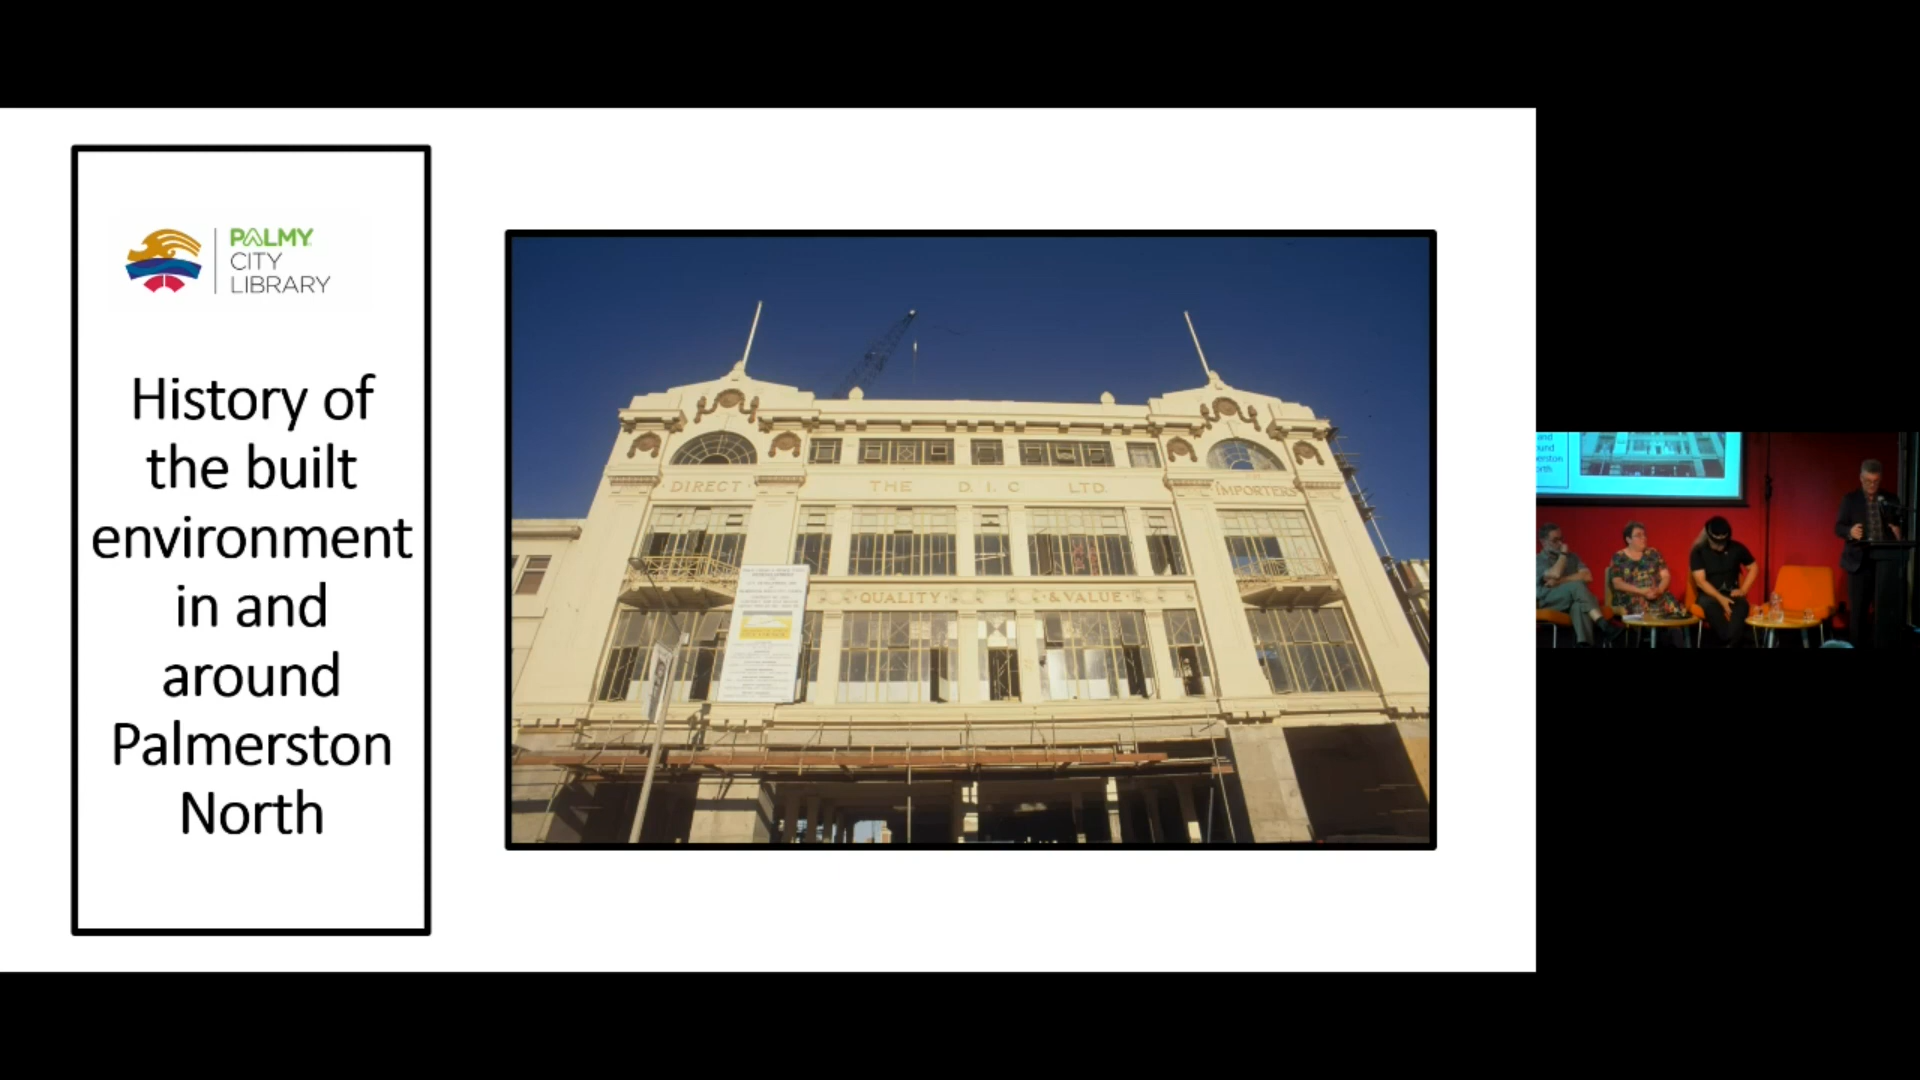 PALMY
CITY
LIBRARY
History of
the built
environment
in and
around
Palmerston
North
DIRECT THE D. I. C LTD. IMPORTERS
QUALITY & VALUE
and